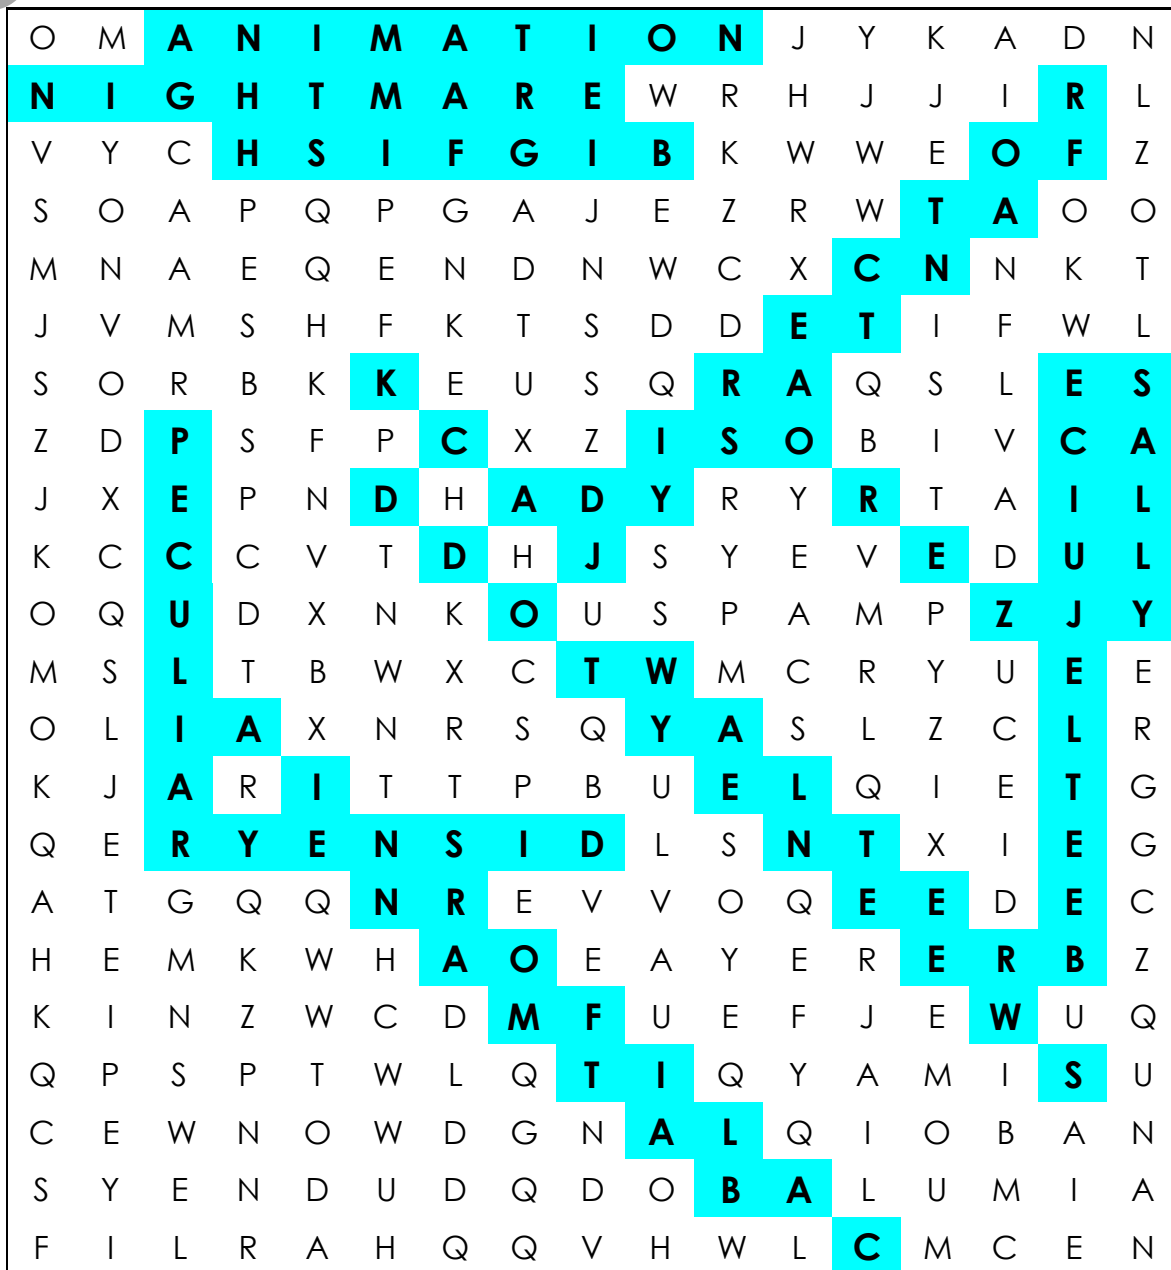 O M A N I M A T I O N J Y K A D N
N I G H T M A R E W R H J J I R L
V Y C H S I F G I B K W W E O F Z
S O A P Q P G A J E Z R W T A O O
M N A E Q E N D N W C X C N N K T
J V M S H F K T S D D E T I F W L
S O R B K K E U S Q R A Q S L E S
Z D P S F P C X Z I S O B I V C A
J X E P N D H A D Y R Y R T A I L
K C C C V T D H J S Y E V E D U L
O Q U D X N K O U S P A M P Z J Y
M S L T B W X C T W M C R Y U E E
O L I A X N R S Q Y A S L Z C L R
K J A R I T T P B U E L Q I E T G
Q E R Y E N S I D L S N T X I E G
A T G Q Q N R E V V O Q E E D E C
H E M K W H A O E A Y E R E R B Z
K I N Z W C D M F U E F J E W U Q
Q P S P T W L Q T I Q Y A M I S U
C E W N O W D G N A L Q I O B A N
S Y E N D U D Q D O B A L U M I A
F I L R A H Q Q V H W L C M C E N